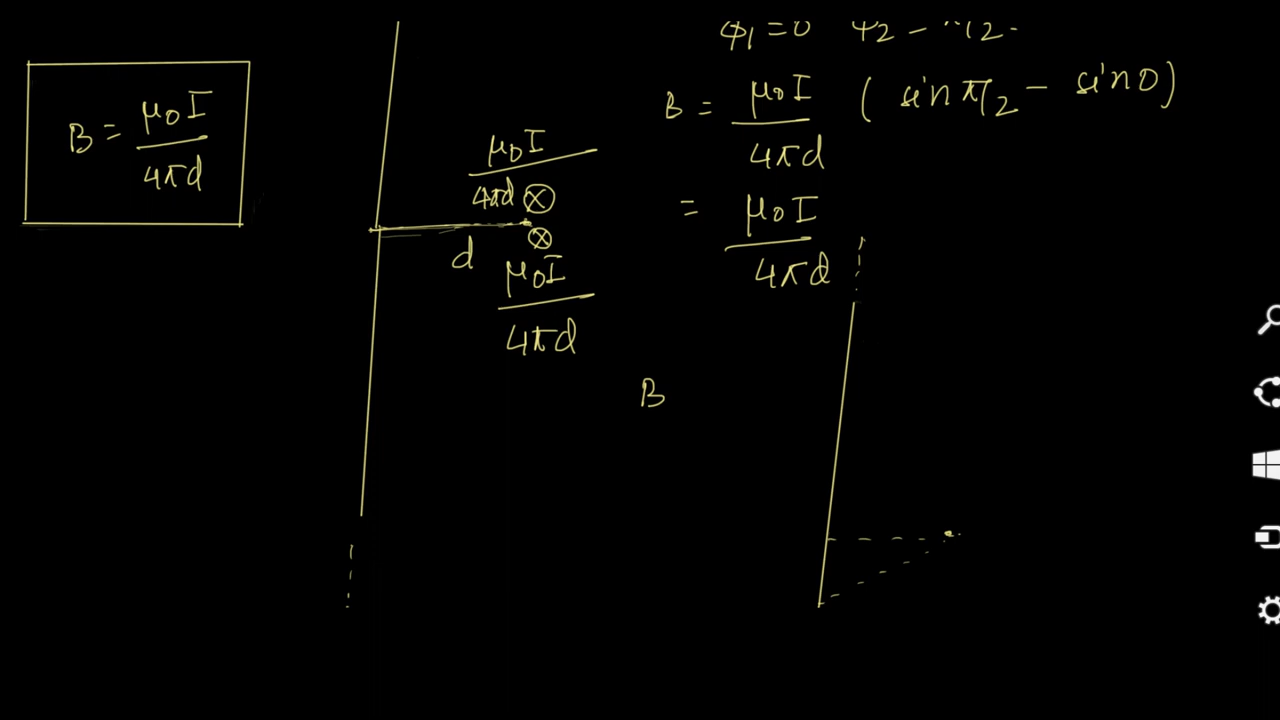 B = μ₀I / 4πd
μ₀I / 4πd ⊗
⊗
d
μ₀I / 4πd
φ₁ = 0
B = μ₀I / 4πd ( sin π/2 − sin 0)
= μ₀I / 4πd
B